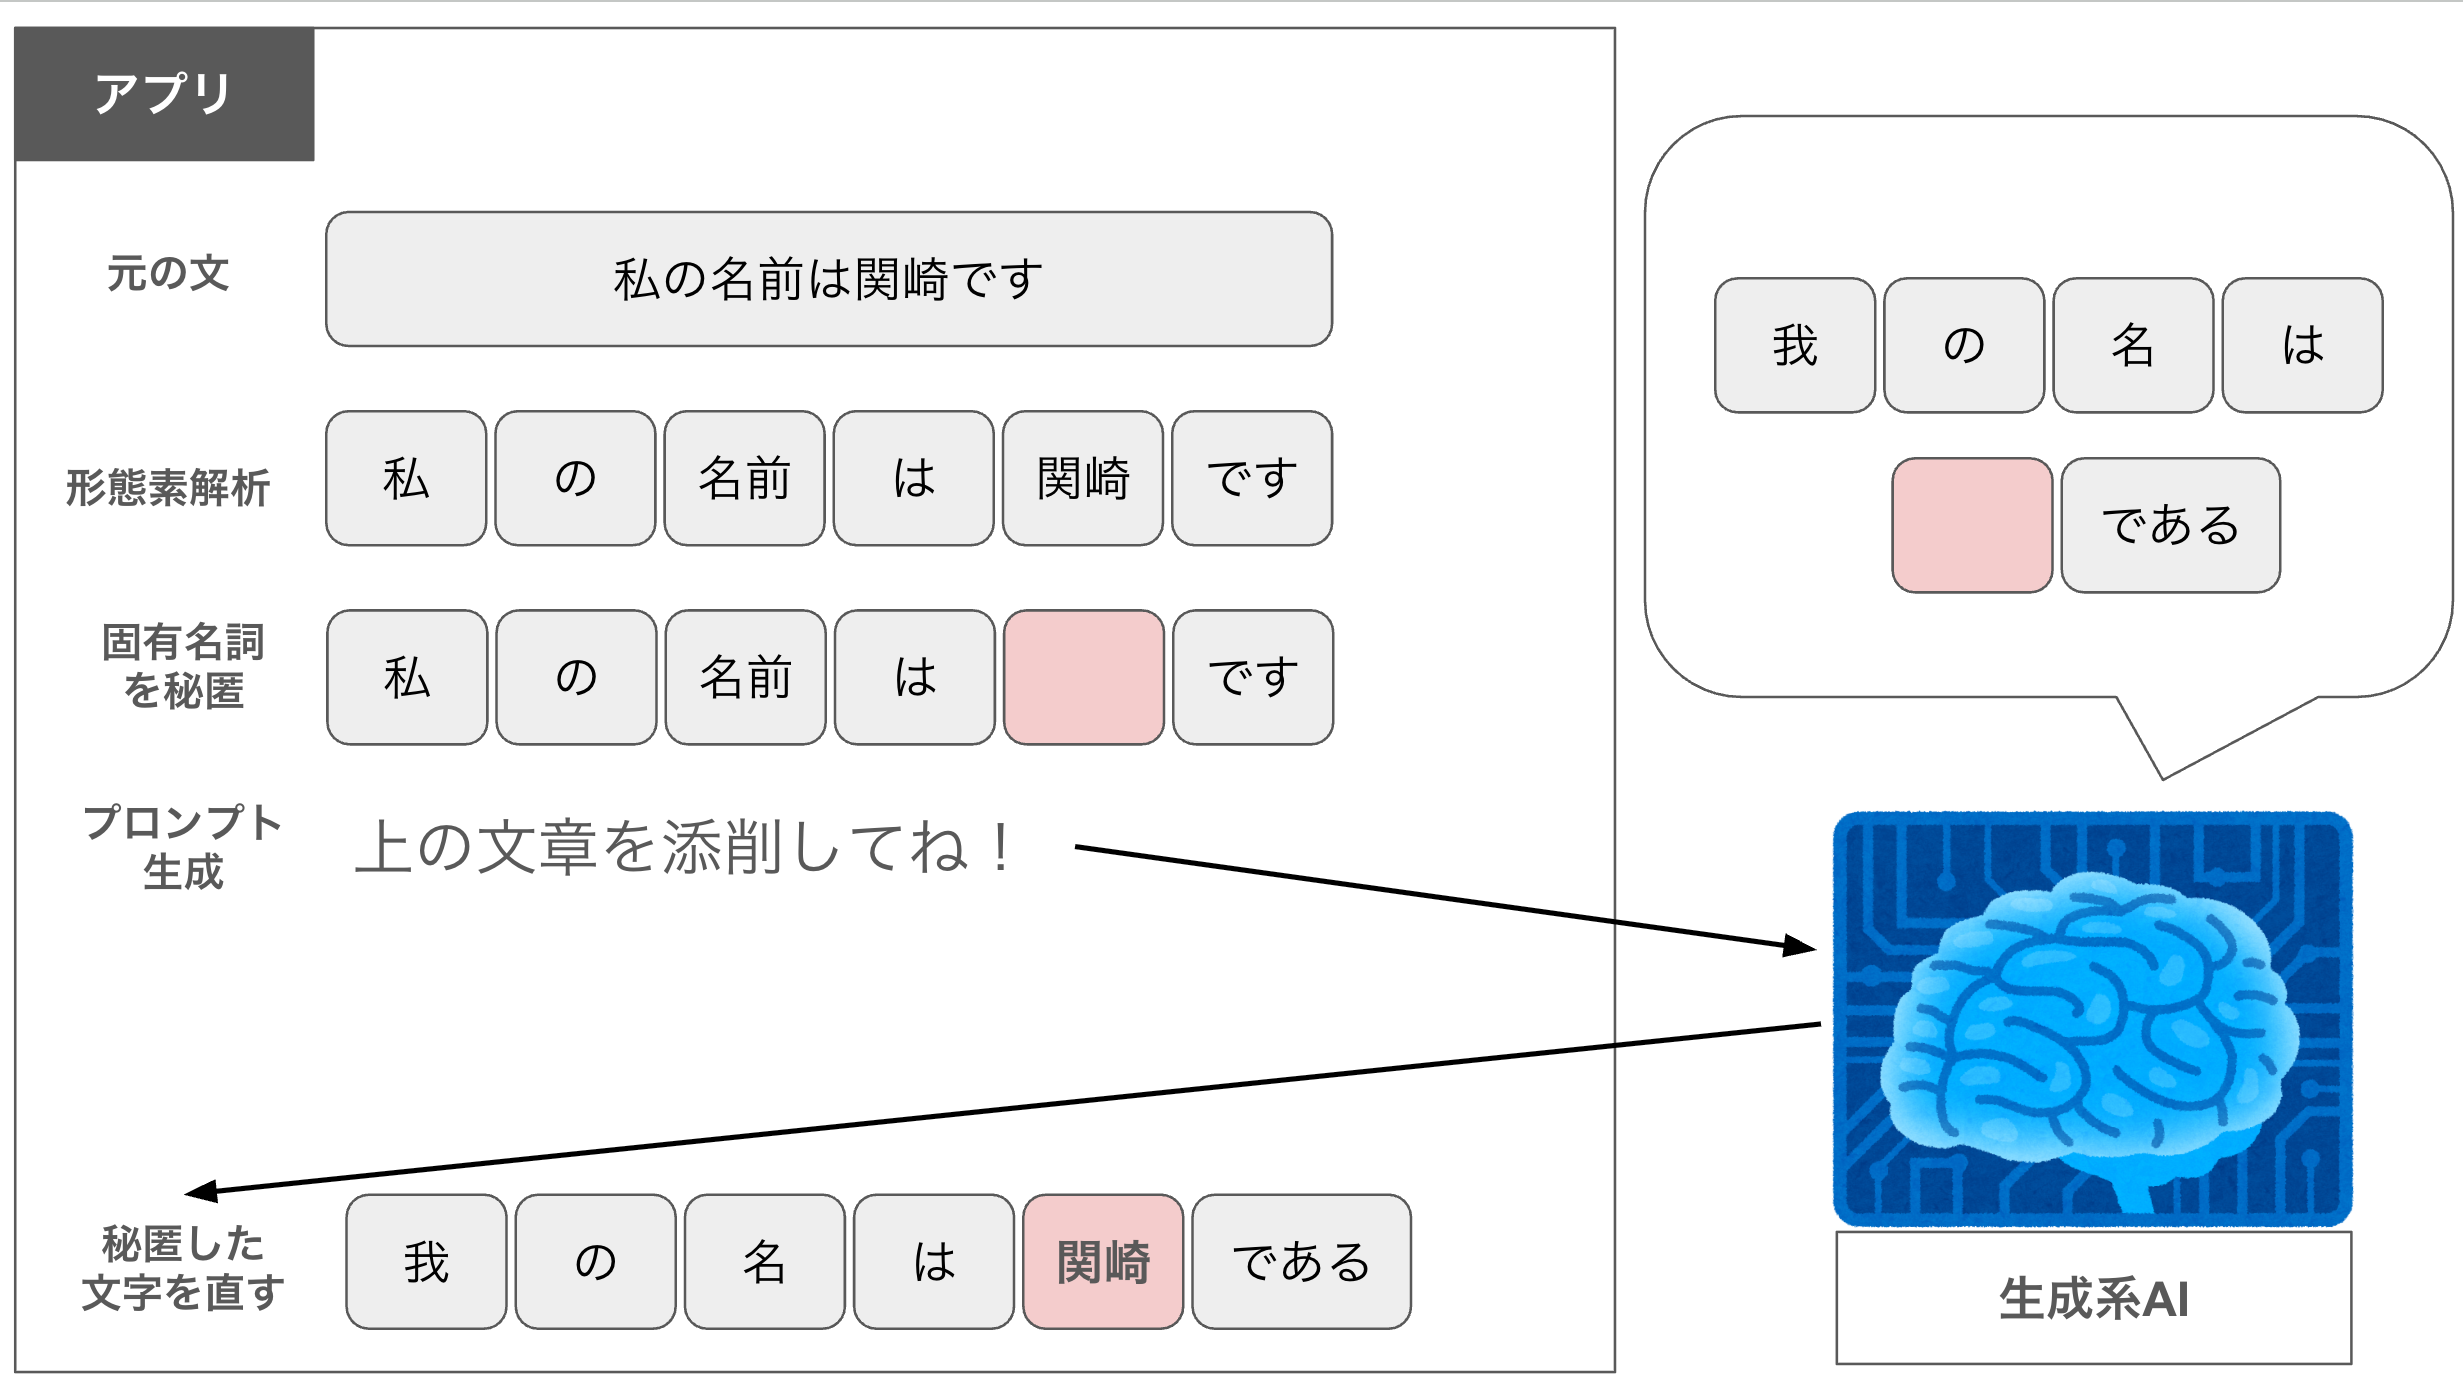 アプリ
元の文
私の名前は関崎です
形態素解析
私 の 名前 は 関崎 です
固有名詞
を秘匿
私 の 名前 は です
プロンプト
生成
上の文章を添削してね！
秘匿した
文字を直す
我 の 名 は 関崎 である
我 の 名 は
である
生成系AI